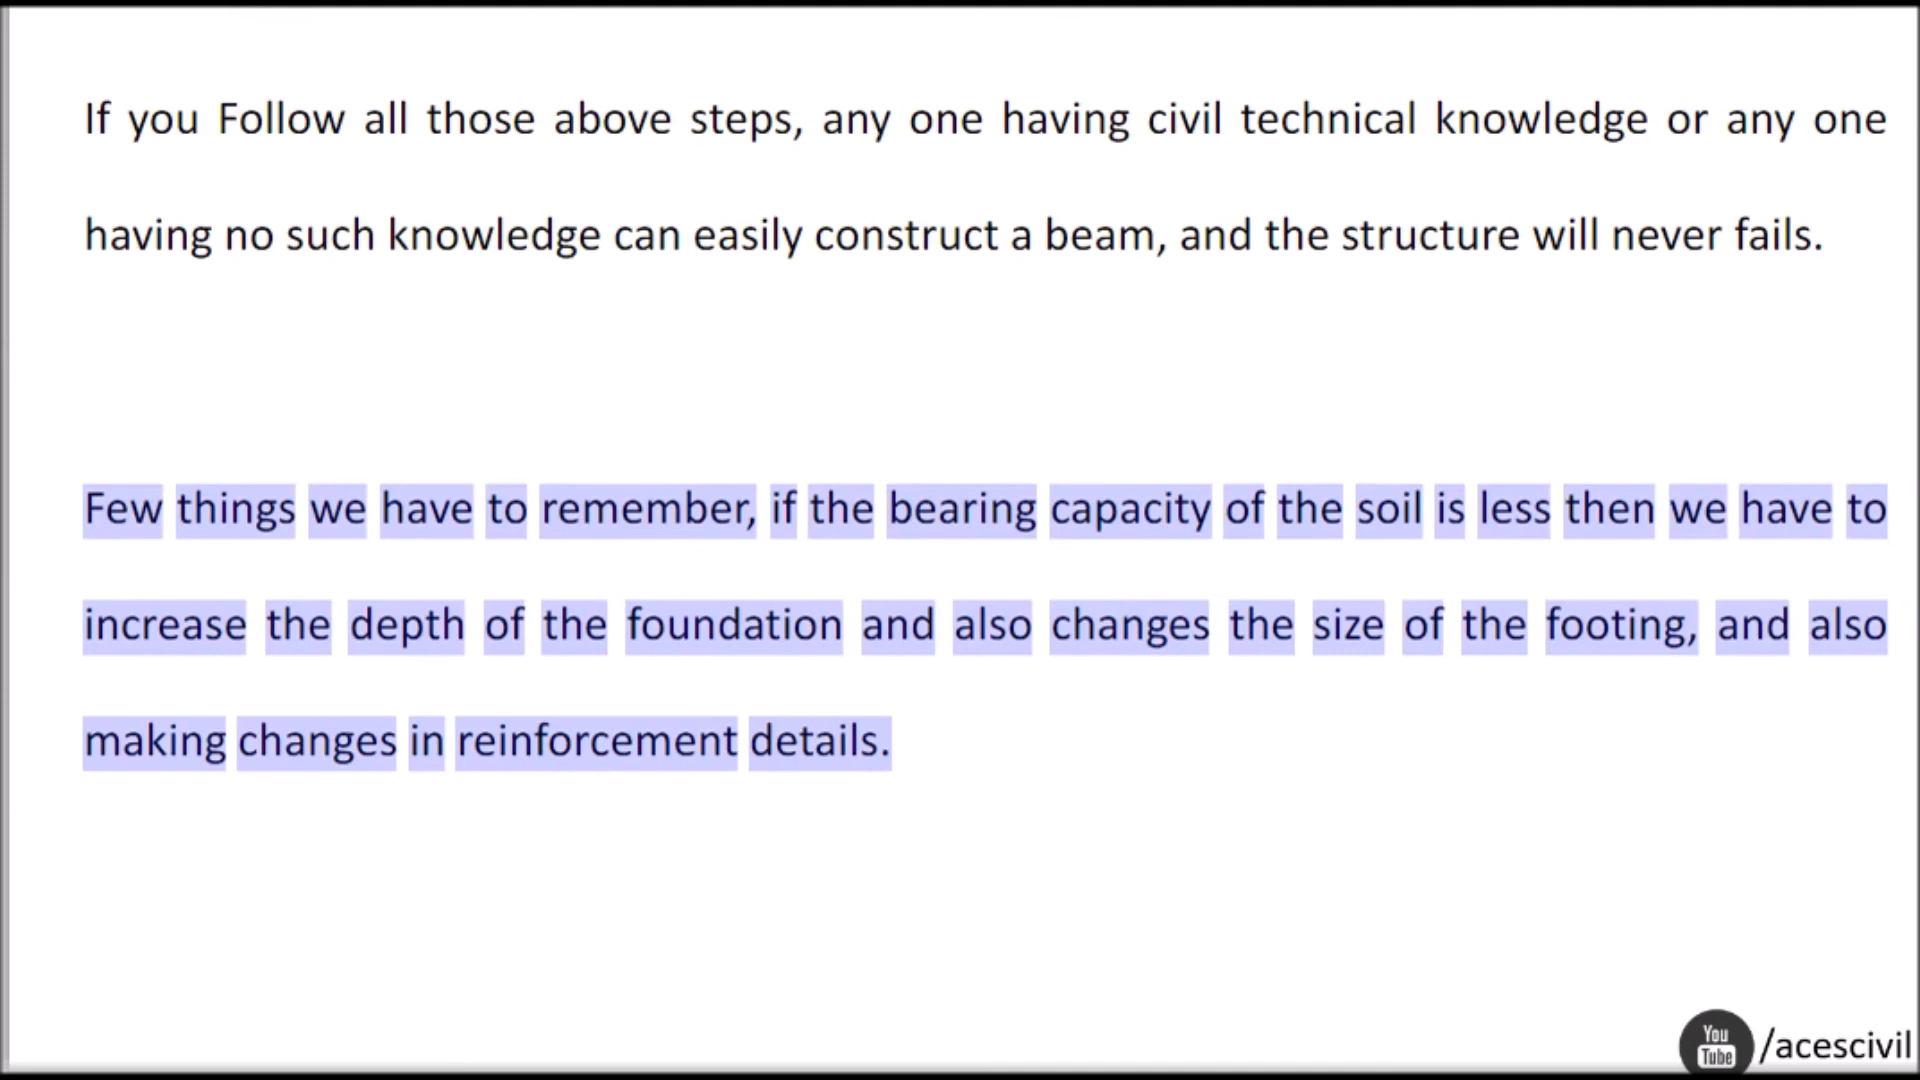 If you Follow all those above steps, any one having civil technical knowledge or any one
having no such knowledge can easily construct a beam, and the structure will never fails.
Few things we have to remember, if the bearing capacity of the soil is less then we have to
increase the depth of the foundation and also changes the size of the footing, and also
making changes in reinforcement details.
You
Tube
/acescivil